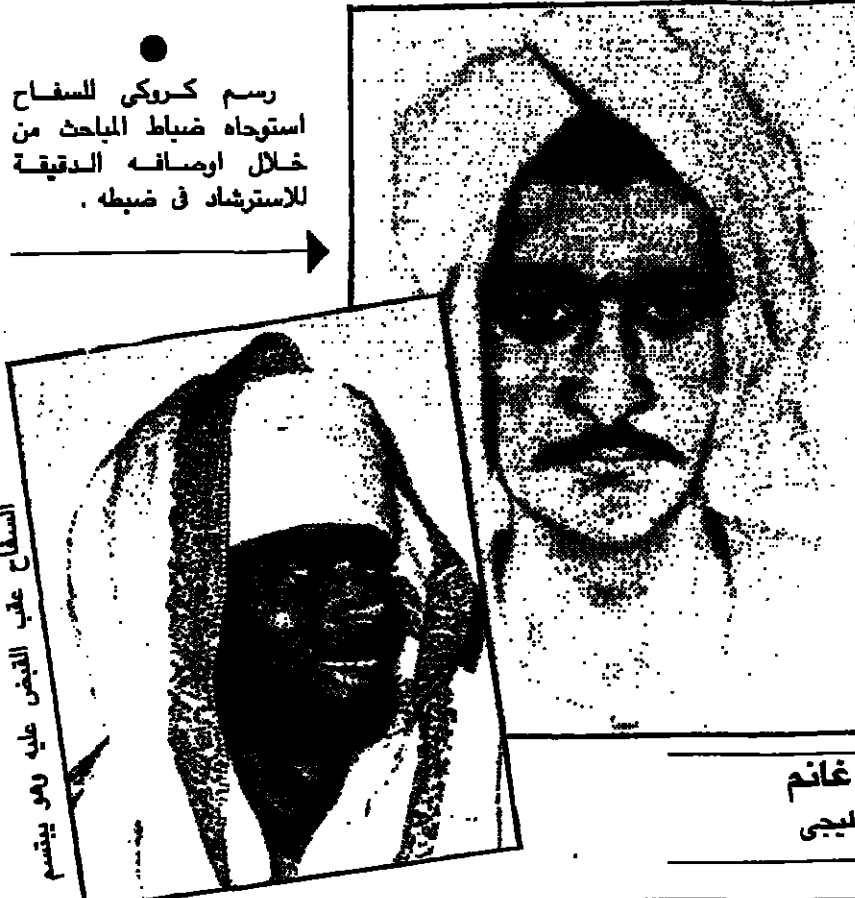 رسم كروكى للسفاح
استوحاه ضباط المباحث من
خلال اوصافه الدقيقة
للاسترشاد فى ضبطه .
السفاح عقب القبض عليه وهو يبتسم
غانم
ليجى